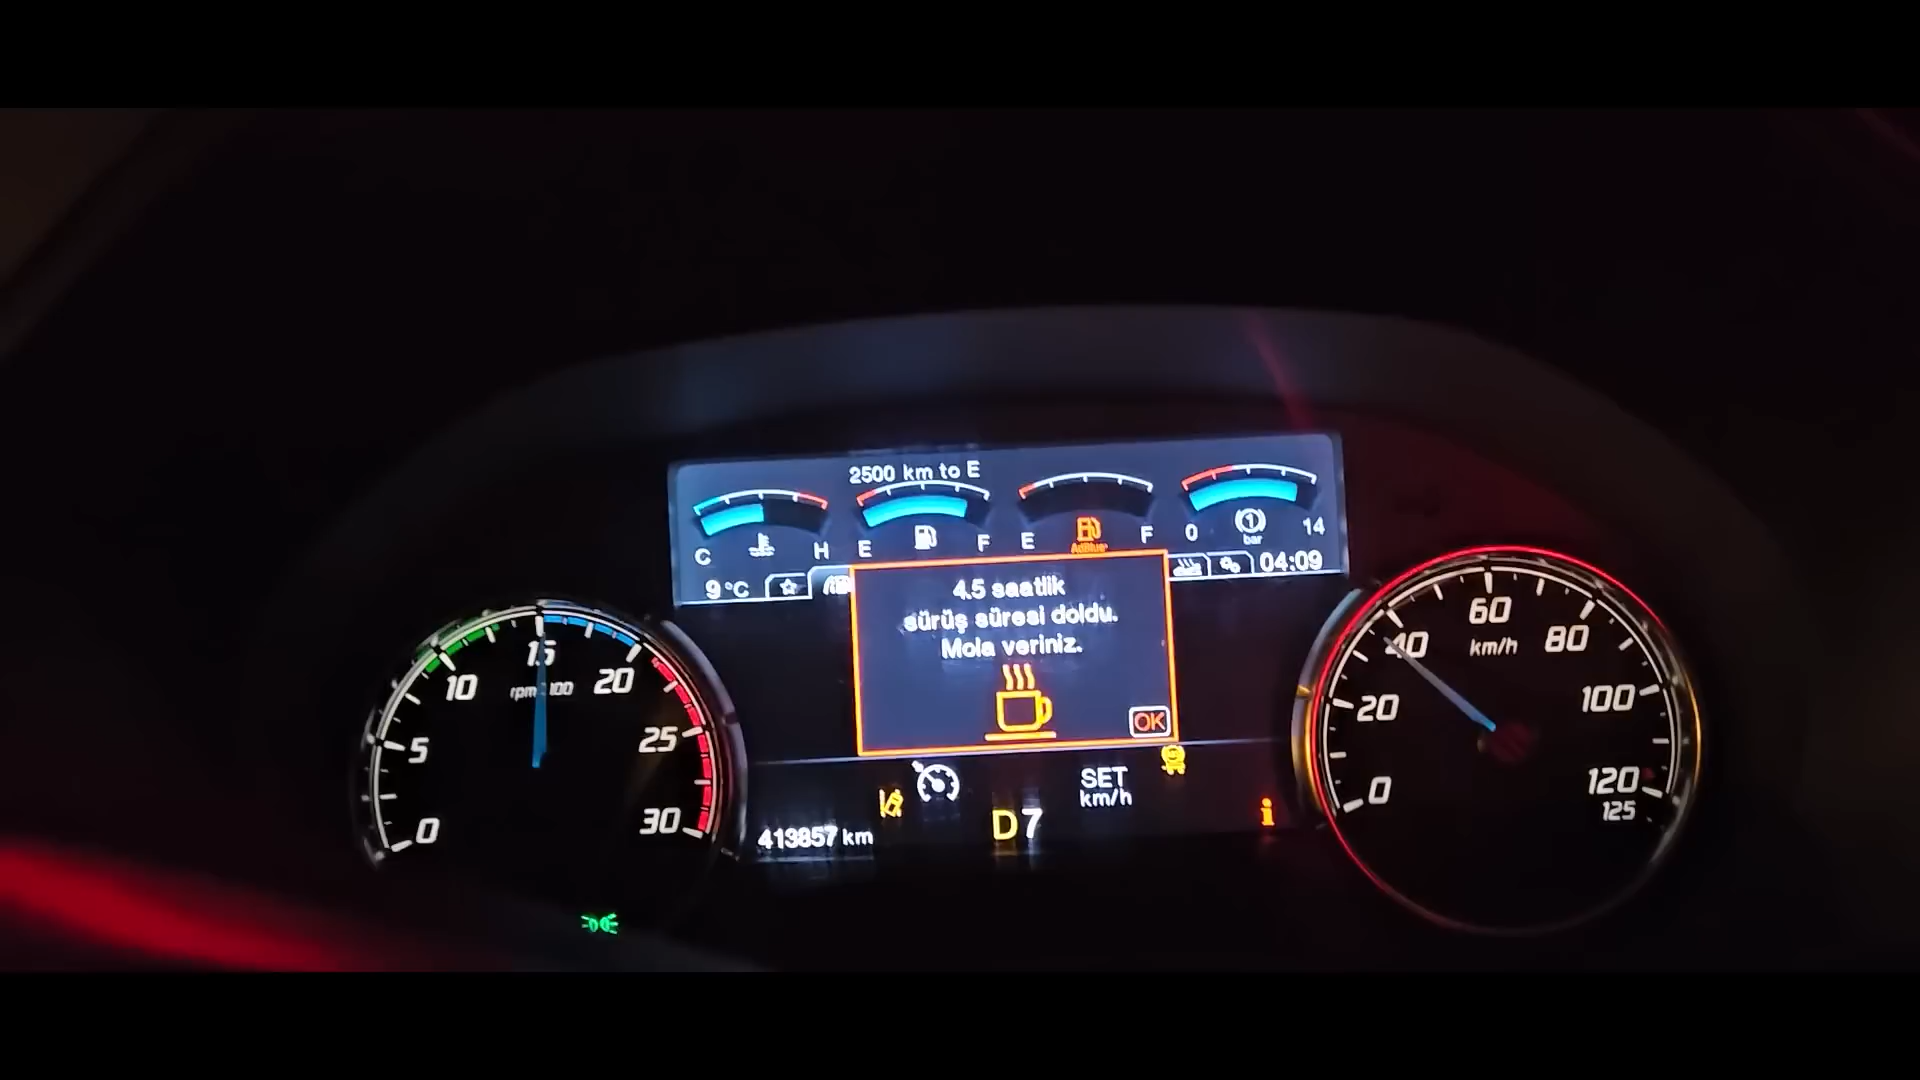 2500 km to E
C H
E F
E F
AdBlue
0 14
bar
9 °C
04:09
4.5 saatlik
sürüş süresi doldu.
Mola veriniz.
OK
0 5 10 15 20 25 30
rpm 100
0 20 40 60 80 100 120
125
km/h
SET
km/h
D 7
413857 km